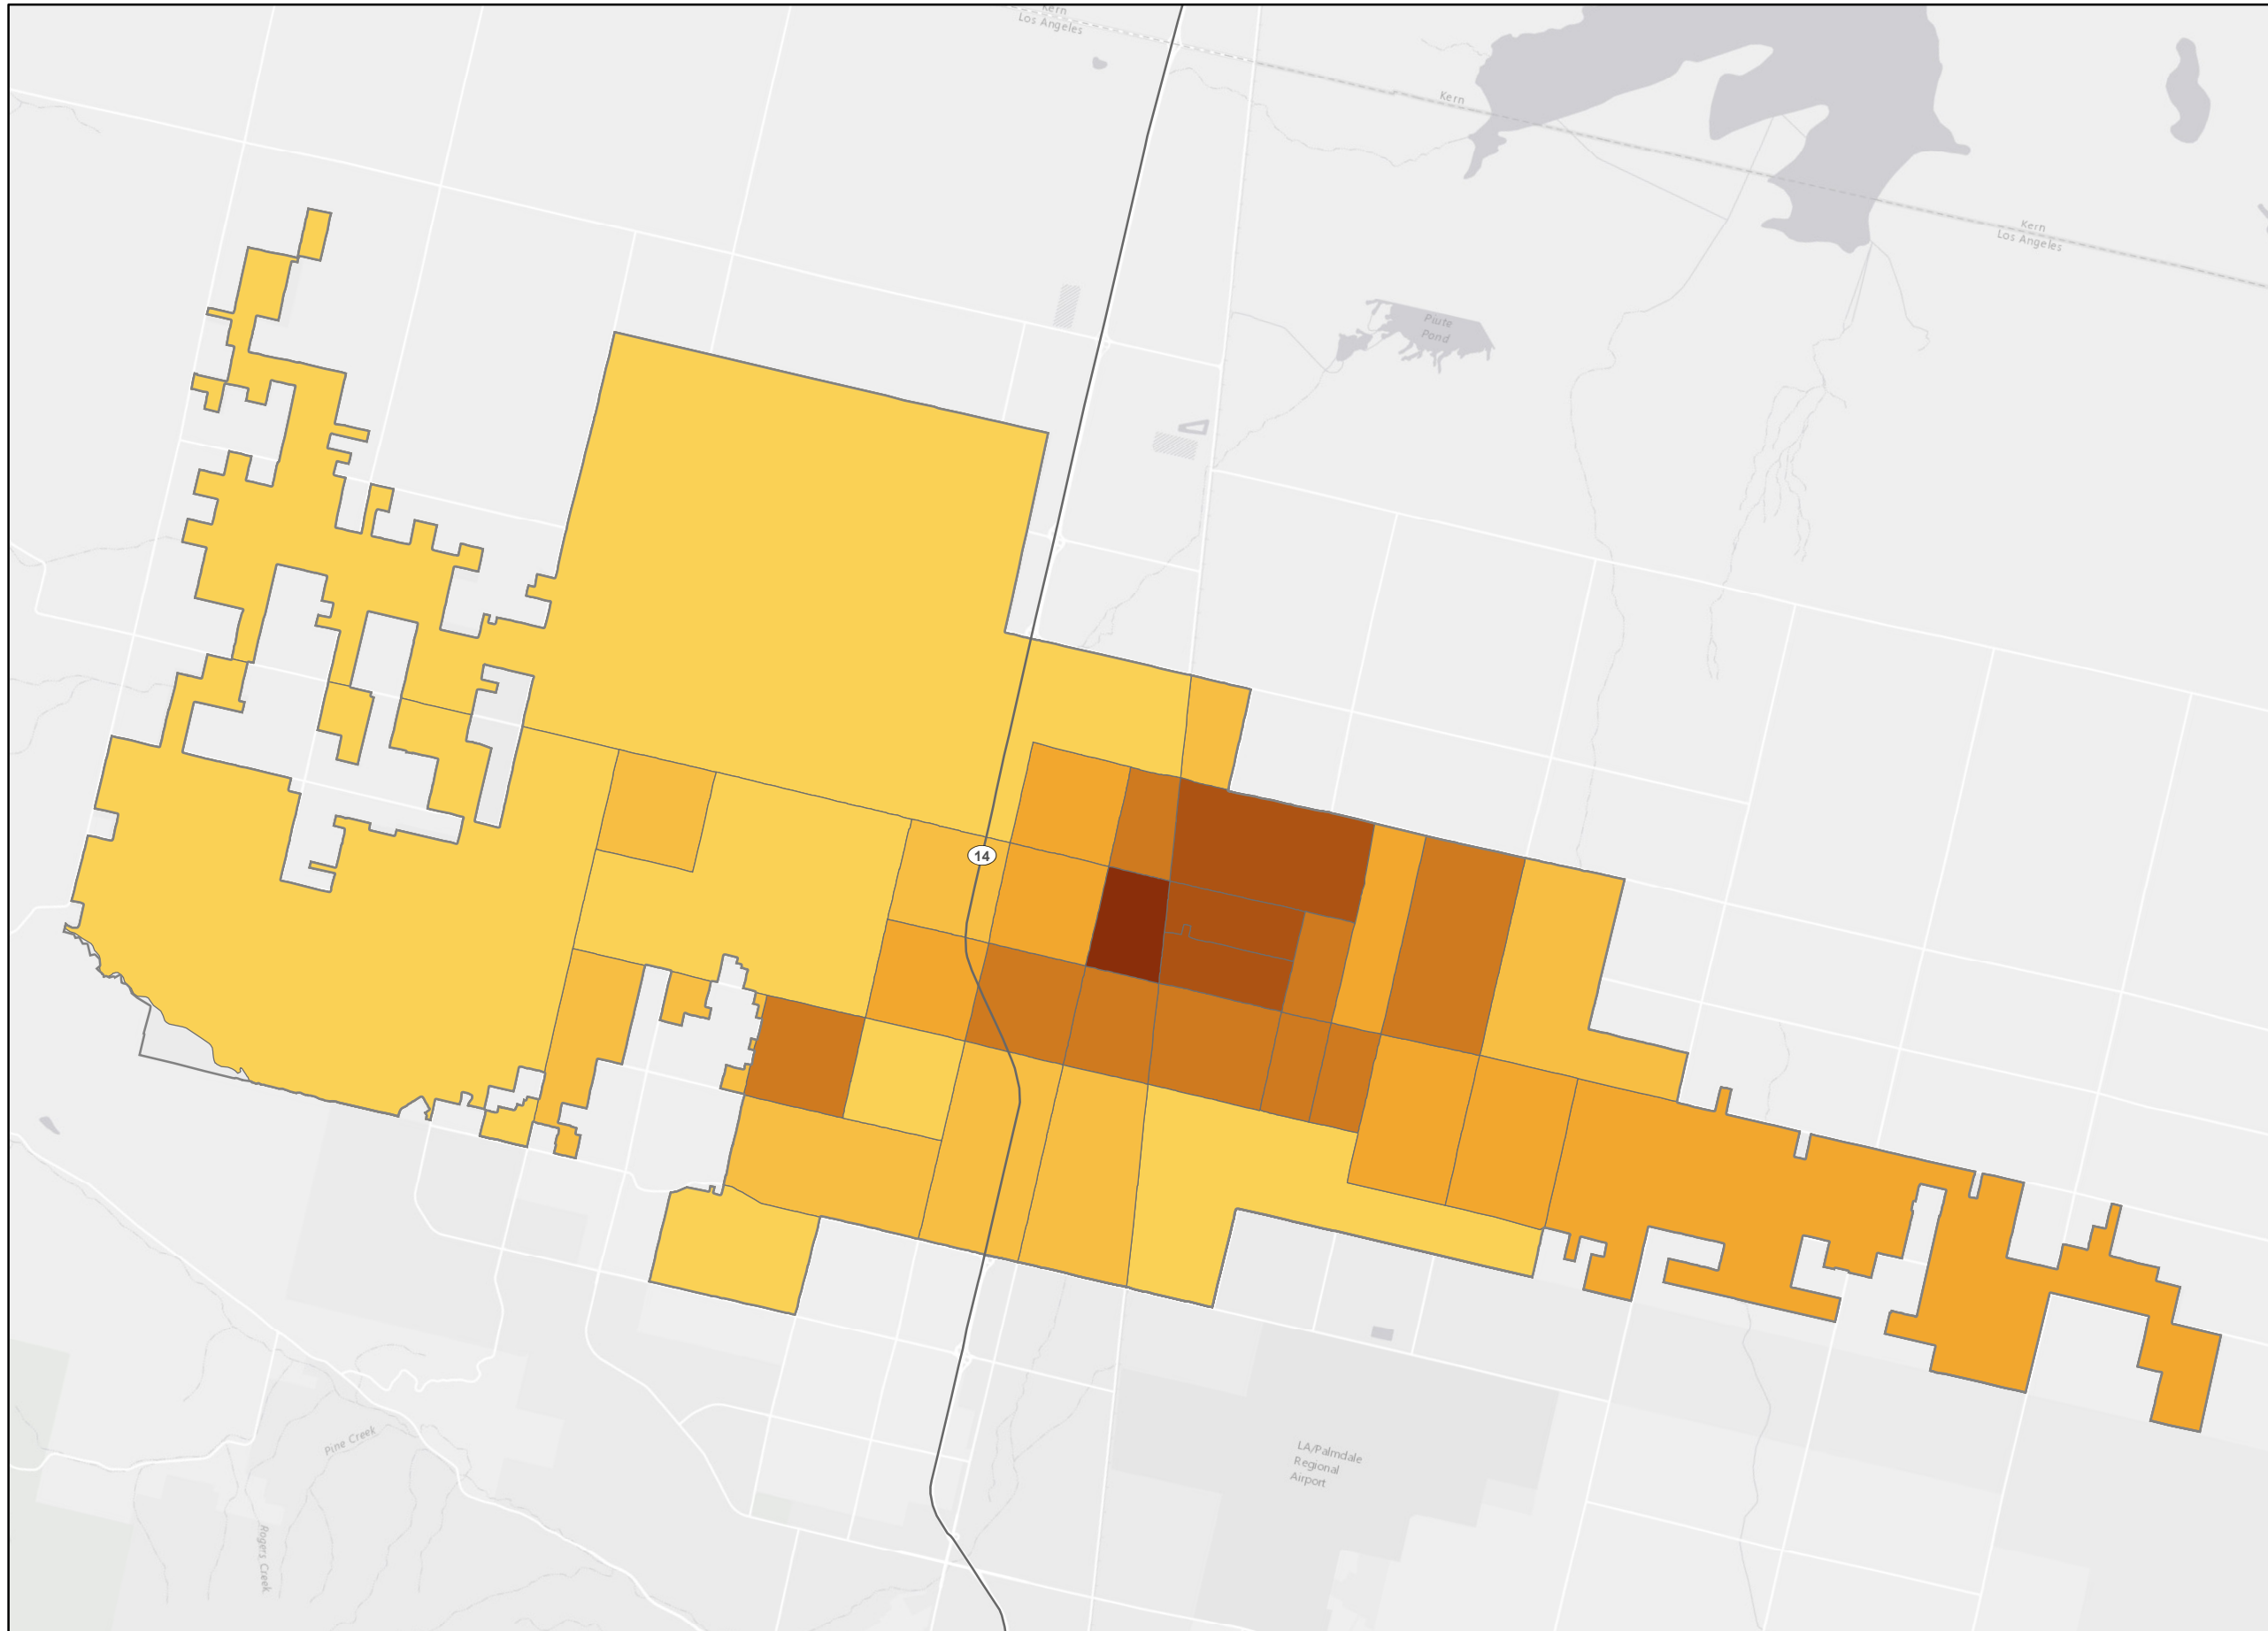 Kern
Los Angeles
Kern
Kern
Los Angeles
Piute
Pond
14
LA/Palmdale
Regional
Airport
Pine Creek
Rogers Creek